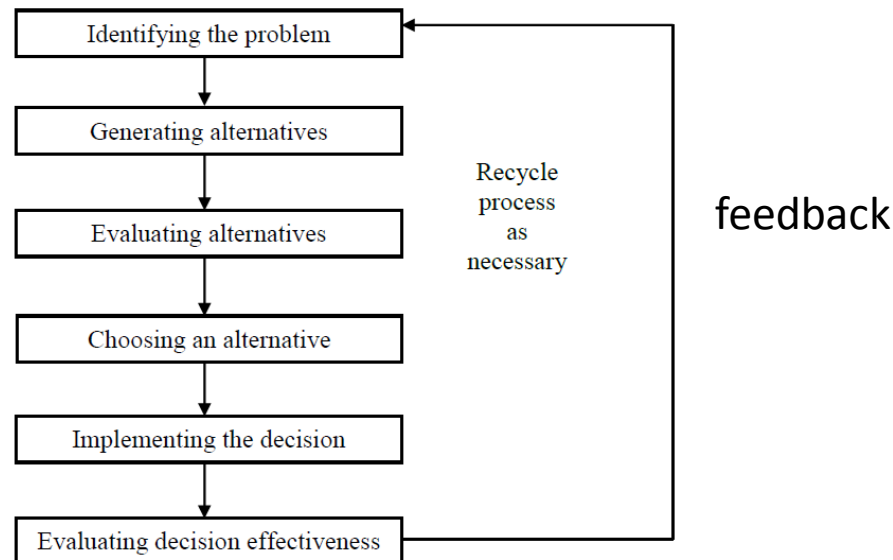 Identifying the problem
Generating alternatives
Evaluating alternatives
Choosing an alternative
Implementing the decision
Evaluating decision effectiveness
Recycle
process
as
necessary
feedback